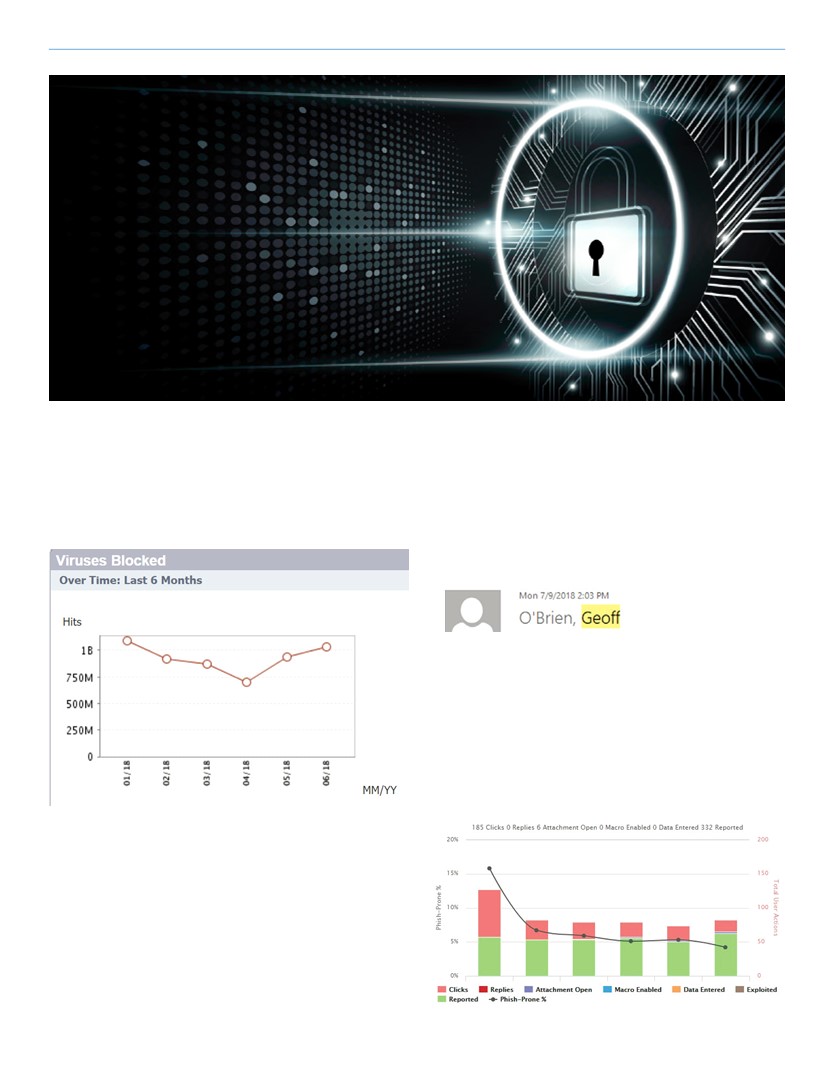 Viruses Blocked
Over Time: Last 6 Months
Hits
1B
750M
500M
250M
0
01/18
02/18
03/18
04/18
05/18
06/18
MM/YY
Mon 7/9/2018 2:03 PM
O'Brien, Geoff
185 Clicks 0 Replies 6 Attachment Open 0 Macro Enabled 0 Data Entered 332 Reported
20% 200
15% 150
10% 100
5% 50
0% 0
Phish-Prone %
Total User Actions
Clicks Replies Attachment Open Macro Enabled Data Entered Exploited
Reported Phish-Prone %